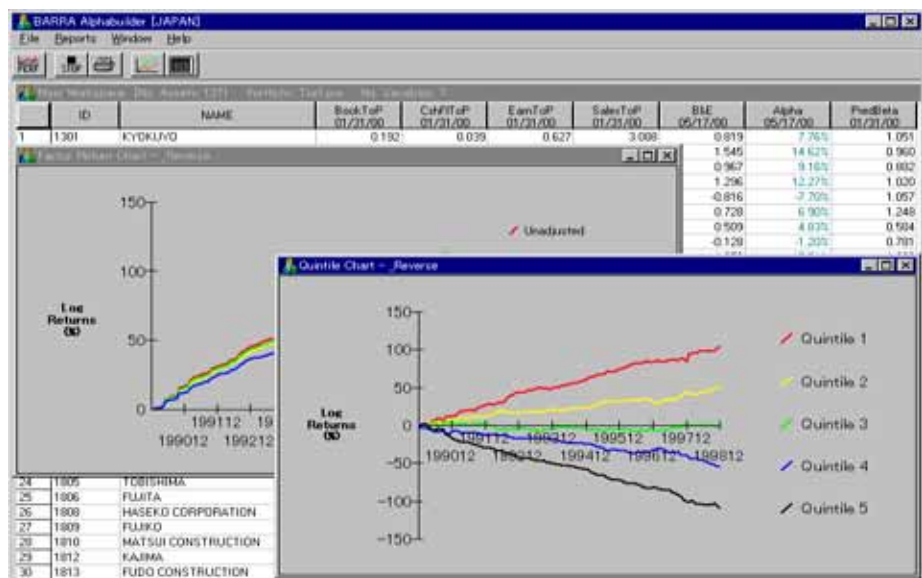 BARRA Alphabuilder [JAPAN]
File Reports Window Help
STOP
ID NAME BookToP 01/31/00 CshFlToP 01/31/00 EarnToP 01/31/00 SalesToP 01/31/00 05/17/00 Alpha 05/17/00 PredBeta 01/31/00
1 1301 KYOKUYO 0.192 0.039 0.627 3.008 0.819 7.76% 1.051
1.545 14.62% 0.960
0.967 9.16% 0.882
1.296 12.27% 1.020
-0.816 -7.70% 1.057
0.728 6.90% 1.248
0.509 4.83% 0.584
-0.128 -1.20% 0.781
Factor Return Chart - _Reverse
150
100
50
0
Log Returns (%)
Unadjusted
199112
199012 199212
Quintile Chart - _Reverse
150
100
50
0
-50
-100
-150
Log Returns (%)
199112 199312 199512 199712
199012 199212 199412 199612 199812
Quintile 1
Quintile 2
Quintile 3
Quintile 4
Quintile 5
24 1805 TOBISHIMA
25 1806 FUJITA
26 1808 HASEKO CORPORATION
27 1809 FUJIKO
28 1810 MATSUI CONSTRUCTION
29 1812 KAJIMA
30 1813 FUDO CONSTRUCTION